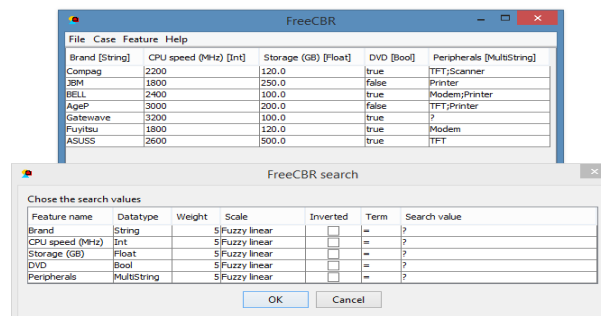 FreeCBR
File Case Feature Help
Brand [String] CPU speed (MHz) [Int] Storage (GB) [Float] DVD [Bool] Peripherals [MultiString]
Compag 2200 120.0 true TFT;Scanner
JBM 1800 250.0 false Printer
BELL 2400 100.0 true Modem;Printer
AgeP 3000 200.0 false TFT;Printer
Gatewave 3200 100.0 true ?
Fuyitsu 1800 120.0 true Modem
ASUSS 2600 500.0 true TFT
FreeCBR search
Chose the search values
Feature name Datatype Weight Scale Inverted Term Search value
Brand String 5 Fuzzy linear = ?
CPU speed (MHz) Int 5 Fuzzy linear = ?
Storage (GB) Float 5 Fuzzy linear = ?
DVD Bool 5 Fuzzy linear = ?
Peripherals MultiString 5 Fuzzy linear = ?
OK Cancel